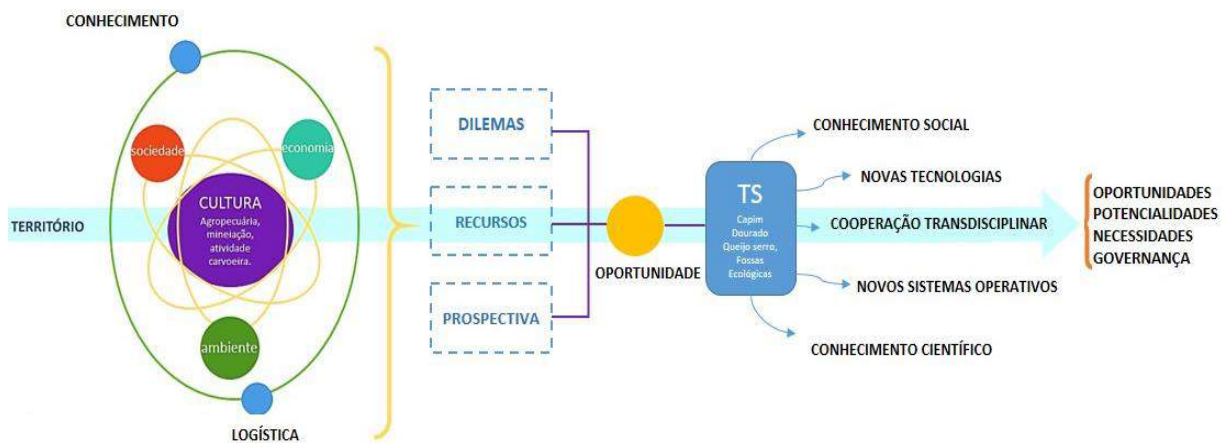 CONHECIMENTO
sociedade
economia
CULTURA
Agropecuária,
mineiação,
atividade
carvoeira.
TERRITÓRIO
ambiente
LOGÍSTICA
DILEMAS
RECURSOS
PROSPECTIVA
OPORTUNIDADE
TS
Capim
Dourado
Queijo serro,
Fossas
Ecológicas
CONHECIMENTO SOCIAL
NOVAS TECNOLOGIAS
COOPERAÇÃO TRANSDISCIPLINAR
NOVOS SISTEMAS OPERATIVOS
CONHECIMENTO CIENTÍFICO
OPORTUNIDADES
POTENCIALIDADES
NECESSIDADES
GOVERNANÇA